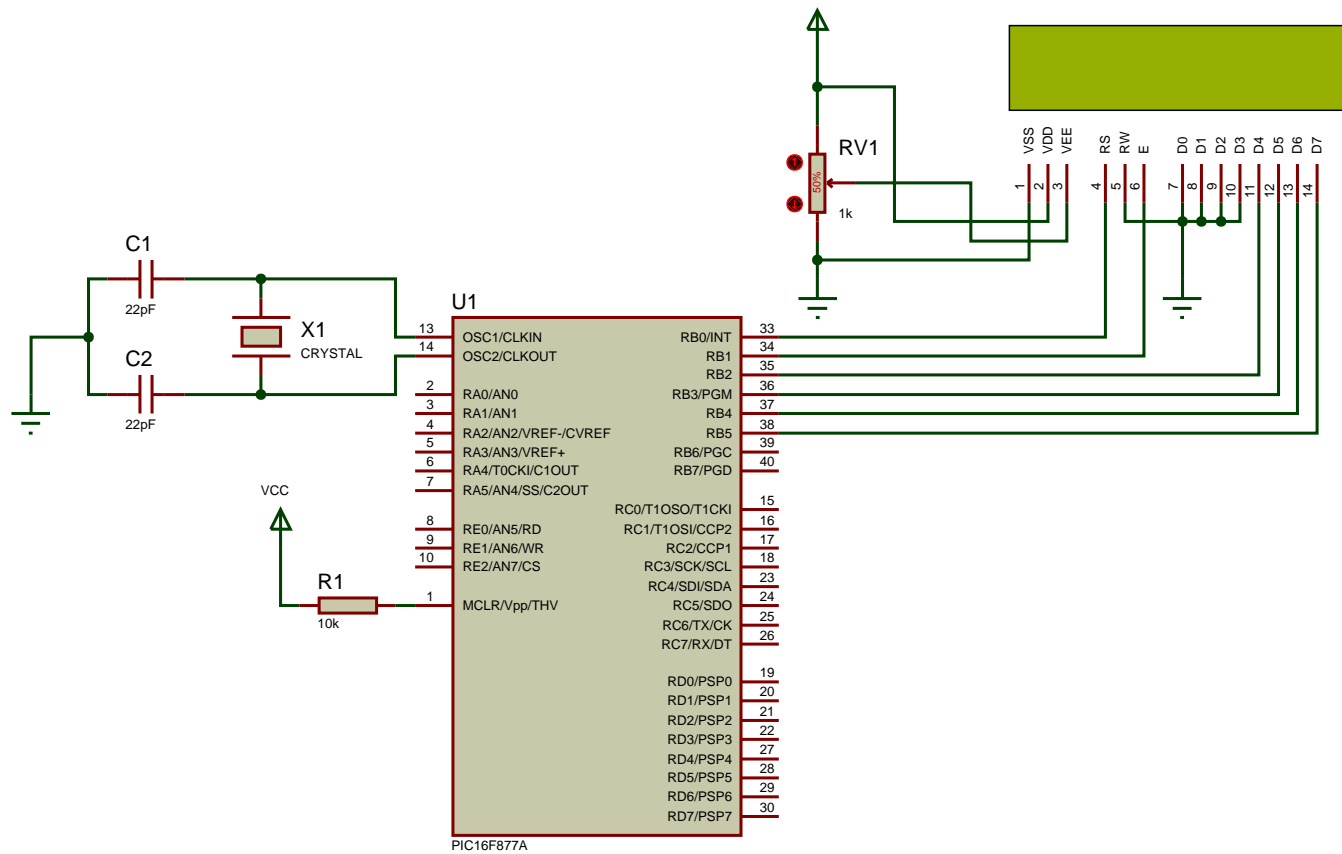 RV1
50%
1k
VSS
VDD
VEE
RS
RW
E
D0
D1
D2
D3
D4
D5
D6
D7
1
2
3
4
5
6
7
8
9
10
11
12
13
14
C1
22pF
C2
22pF
X1
CRYSTAL
U1
13 OSC1/CLKIN
14 OSC2/CLKOUT
2 RA0/AN0
3 RA1/AN1
4 RA2/AN2/VREF-/CVREF
5 RA3/AN3/VREF+
6 RA4/T0CKI/C1OUT
7 RA5/AN4/SS/C2OUT
8 RE0/AN5/RD
9 RE1/AN6/WR
10 RE2/AN7/CS
1 MCLR/Vpp/THV
RB0/INT 33
RB1 34
RB2 35
RB3/PGM 36
RB4 37
RB5 38
RB6/PGC 39
RB7/PGD 40
RC0/T1OSO/T1CKI 15
RC1/T1OSI/CCP2 16
RC2/CCP1 17
RC3/SCK/SCL 18
RC4/SDI/SDA 23
RC5/SDO 24
RC6/TX/CK 25
RC7/RX/DT 26
RD0/PSP0 19
RD1/PSP1 20
RD2/PSP2 21
RD3/PSP3 22
RD4/PSP4 27
RD5/PSP5 28
RD6/PSP6 29
RD7/PSP7 30
PIC16F877A
VCC
R1
10k